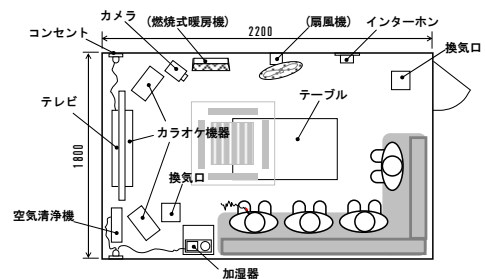 カメラ
（燃焼式暖房機）
（扇風機）
インターホン
コンセント
2200
換気口
テレビ
テーブル
カラオケ機器
1800
換気口
空気清浄機
加湿器